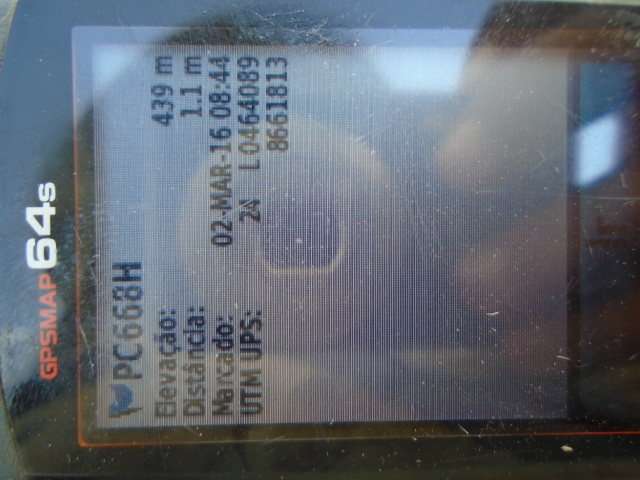 GPSMAP 64s
PC668H
Elevação: 439 m
Distância: 1.1 m
Marcado: 02-MAR-16 08:44
UTM UPS: 24 L 0464089
8661813